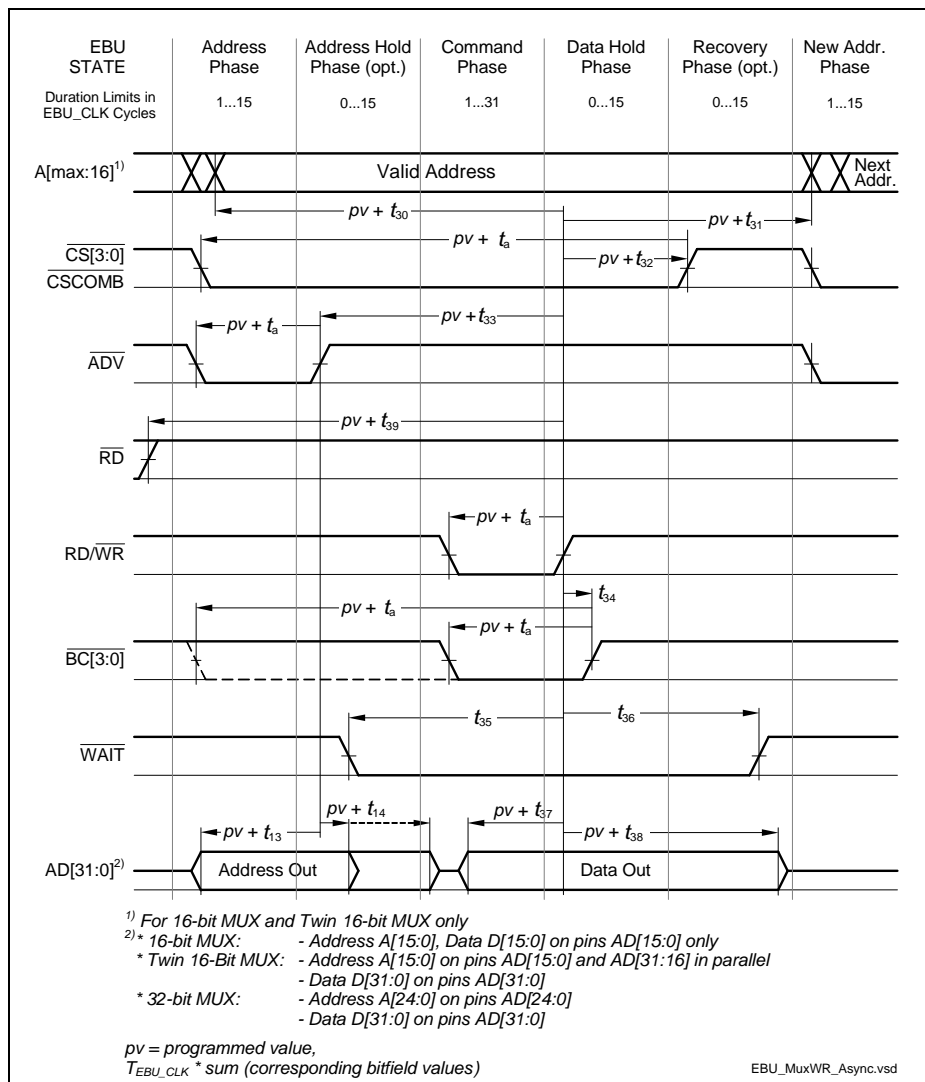 EBU STATE
Address Phase
Address Hold Phase (opt.)
Command Phase
Data Hold Phase
Recovery Phase (opt.)
New Addr. Phase
Duration Limits in EBU_CLK Cycles
1...15
0...15
1...31
0...15
0...15
1...15
A[max:16]1)
Valid Address
Next Addr.
pv + t30
pv + t31
CS[3:0]
CSCOMB
pv + ta
pv + t32
ADV
pv + ta
pv + t33
RD
pv + t39
RD/WR
pv + ta
t34
BC[3:0]
pv + ta
pv + ta
WAIT
t35
t36
AD[31:0]2)
pv + t13
pv + t14
pv + t37
pv + t38
Address Out
Data Out
1) For 16-bit MUX and Twin 16-bit MUX only
2)* 16-bit MUX: - Address A[15:0], Data D[15:0] on pins AD[15:0] only
* Twin 16-Bit MUX: - Address A[15:0] on pins AD[15:0] and AD[31:16] in parallel
- Data D[31:0] on pins AD[31:0]
* 32-bit MUX: - Address A[24:0] on pins AD[24:0]
- Data D[31:0] on pins AD[31:0]
pv = programmed value,
TEBU_CLK * sum (corresponding bitfield values)
EBU_MuxWR_Async.vsd